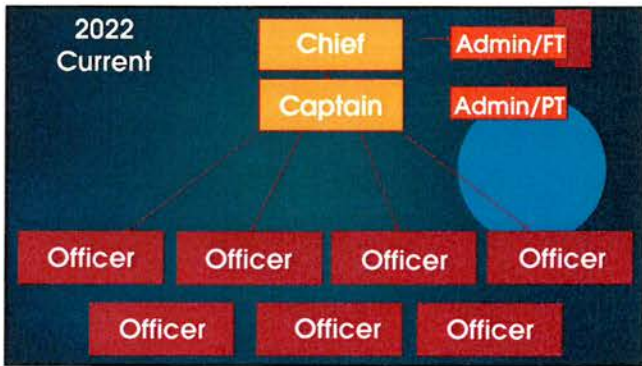 2022
Current
Chief
Admin/FT
Captain
Admin/PT
Officer
Officer
Officer
Officer
Officer
Officer
Officer